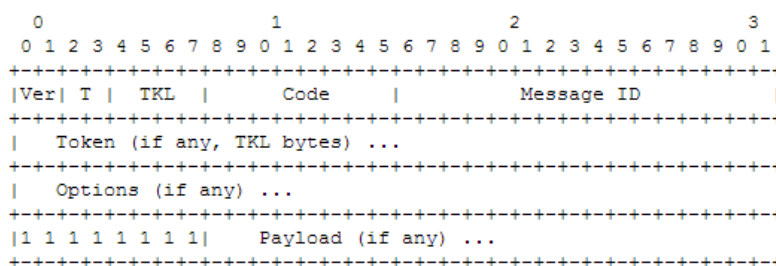 0                   1                   2                   3
 0 1 2 3 4 5 6 7 8 9 0 1 2 3 4 5 6 7 8 9 0 1 2 3 4 5 6 7 8 9 0 1
+-+-+-+-+-+-+-+-+-+-+-+-+-+-+-+-+-+-+-+-+-+-+-+-+-+-+-+-+-+-+-+-
|Ver| T |  TKL  |      Code     |          Message ID           |
+-+-+-+-+-+-+-+-+-+-+-+-+-+-+-+-+-+-+-+-+-+-+-+-+-+-+-+-+-+-+-+-
|   Token (if any, TKL bytes) ...
+-+-+-+-+-+-+-+-+-+-+-+-+-+-+-+-+-+-+-+-+-+-+-+-+-+-+-+-+-+-+-+-
|   Options (if any) ...
+-+-+-+-+-+-+-+-+-+-+-+-+-+-+-+-+-+-+-+-+-+-+-+-+-+-+-+-+-+-+-+-
|1 1 1 1 1 1 1 1|    Payload (if any) ...
+-+-+-+-+-+-+-+-+-+-+-+-+-+-+-+-+-+-+-+-+-+-+-+-+-+-+-+-+-+-+-+-